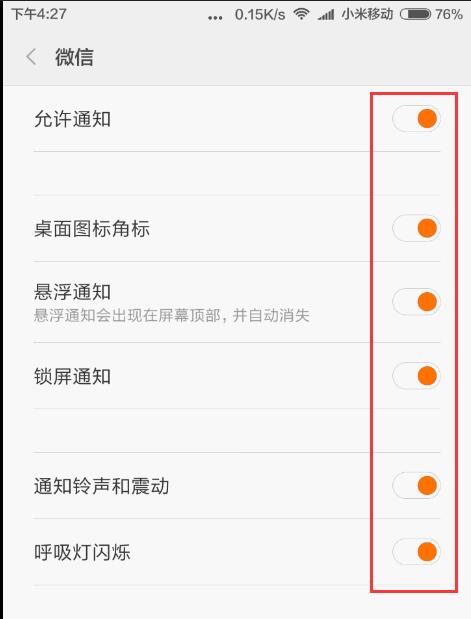 下午4:27 ... 0.15K/s 小米移动 76%
微信
允许通知
桌面图标角标
悬浮通知
悬浮通知会出现在屏幕顶部，并自动消失
锁屏通知
通知铃声和震动
呼吸灯闪烁